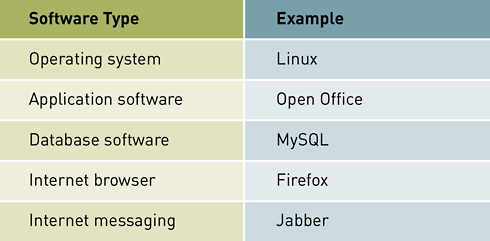 Software Type Example
Operating system Linux
Application software Open Office
Database software MySQL
Internet browser Firefox
Internet messaging Jabber